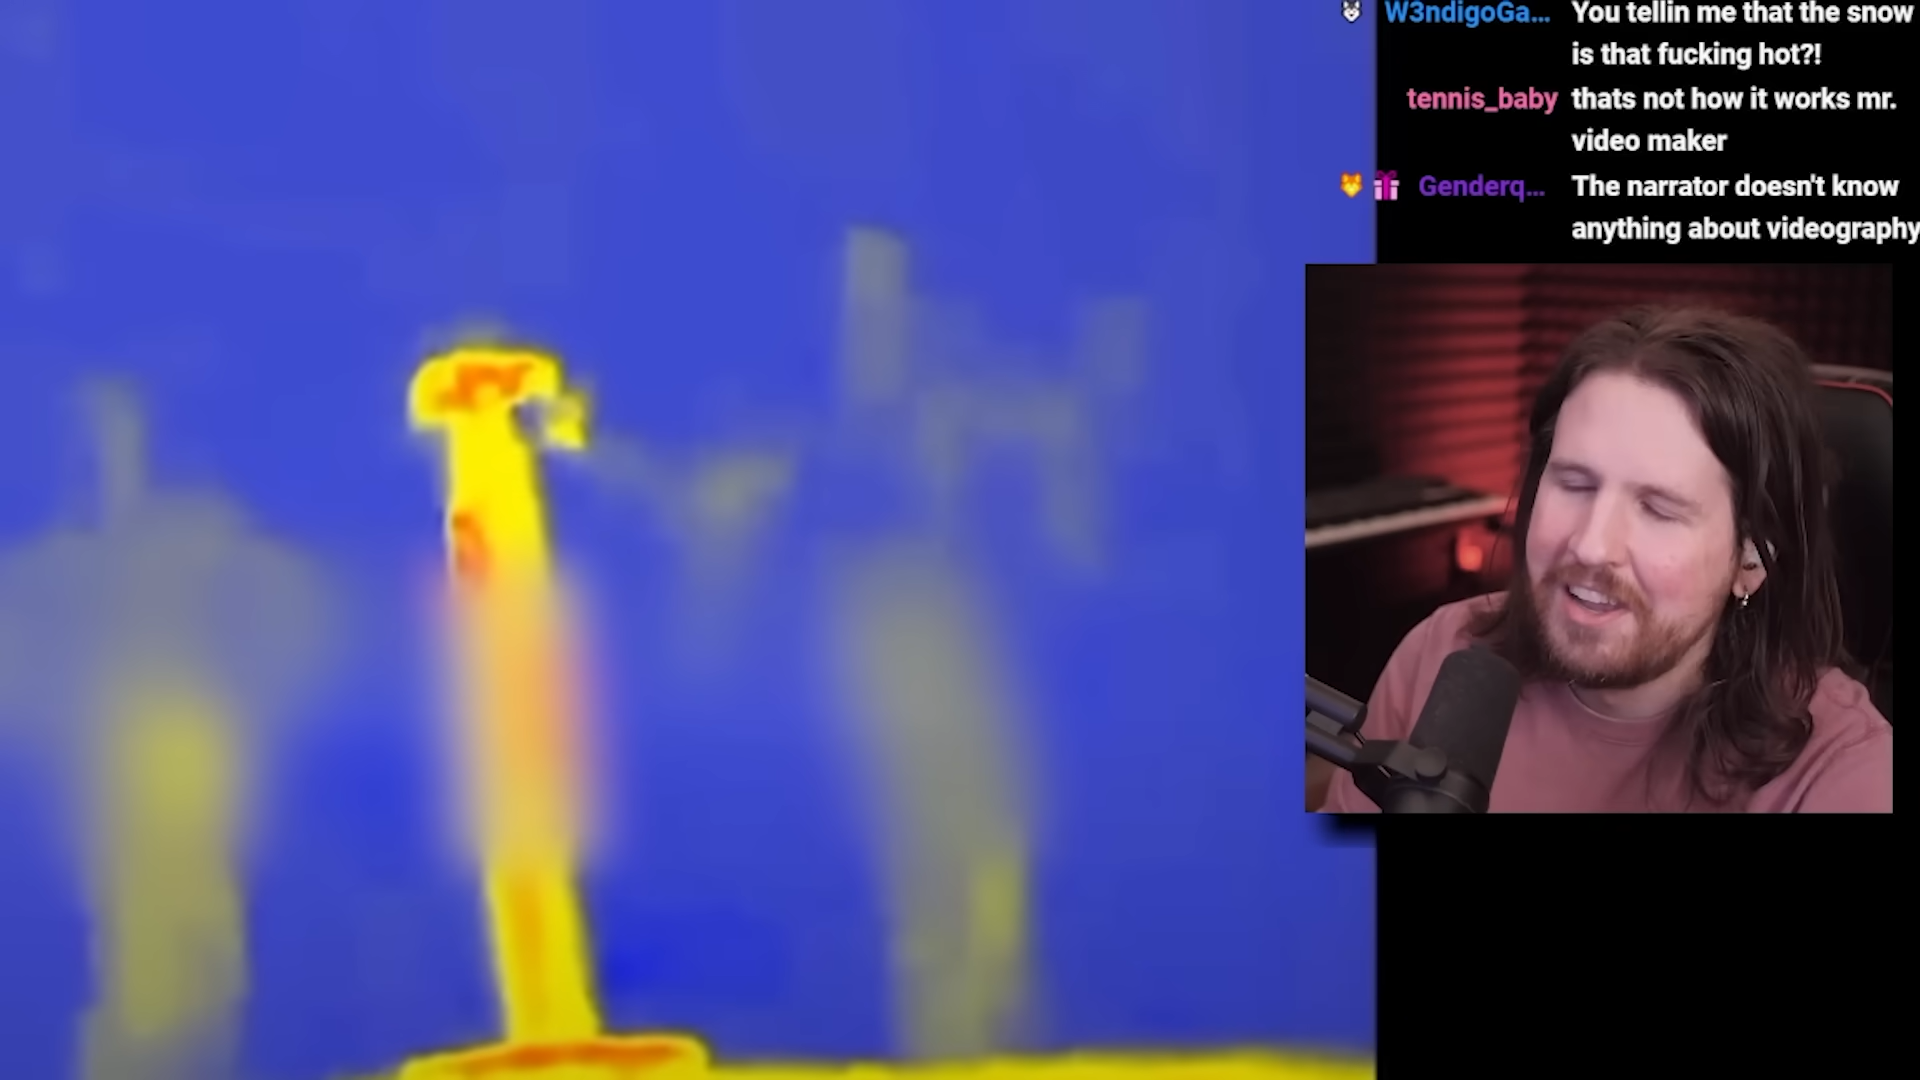 W3ndigoGa... You tellin me that the snow
is that fucking hot?!
tennis_baby thats not how it works mr.
video maker
Genderq... The narrator doesn't know
anything about videography